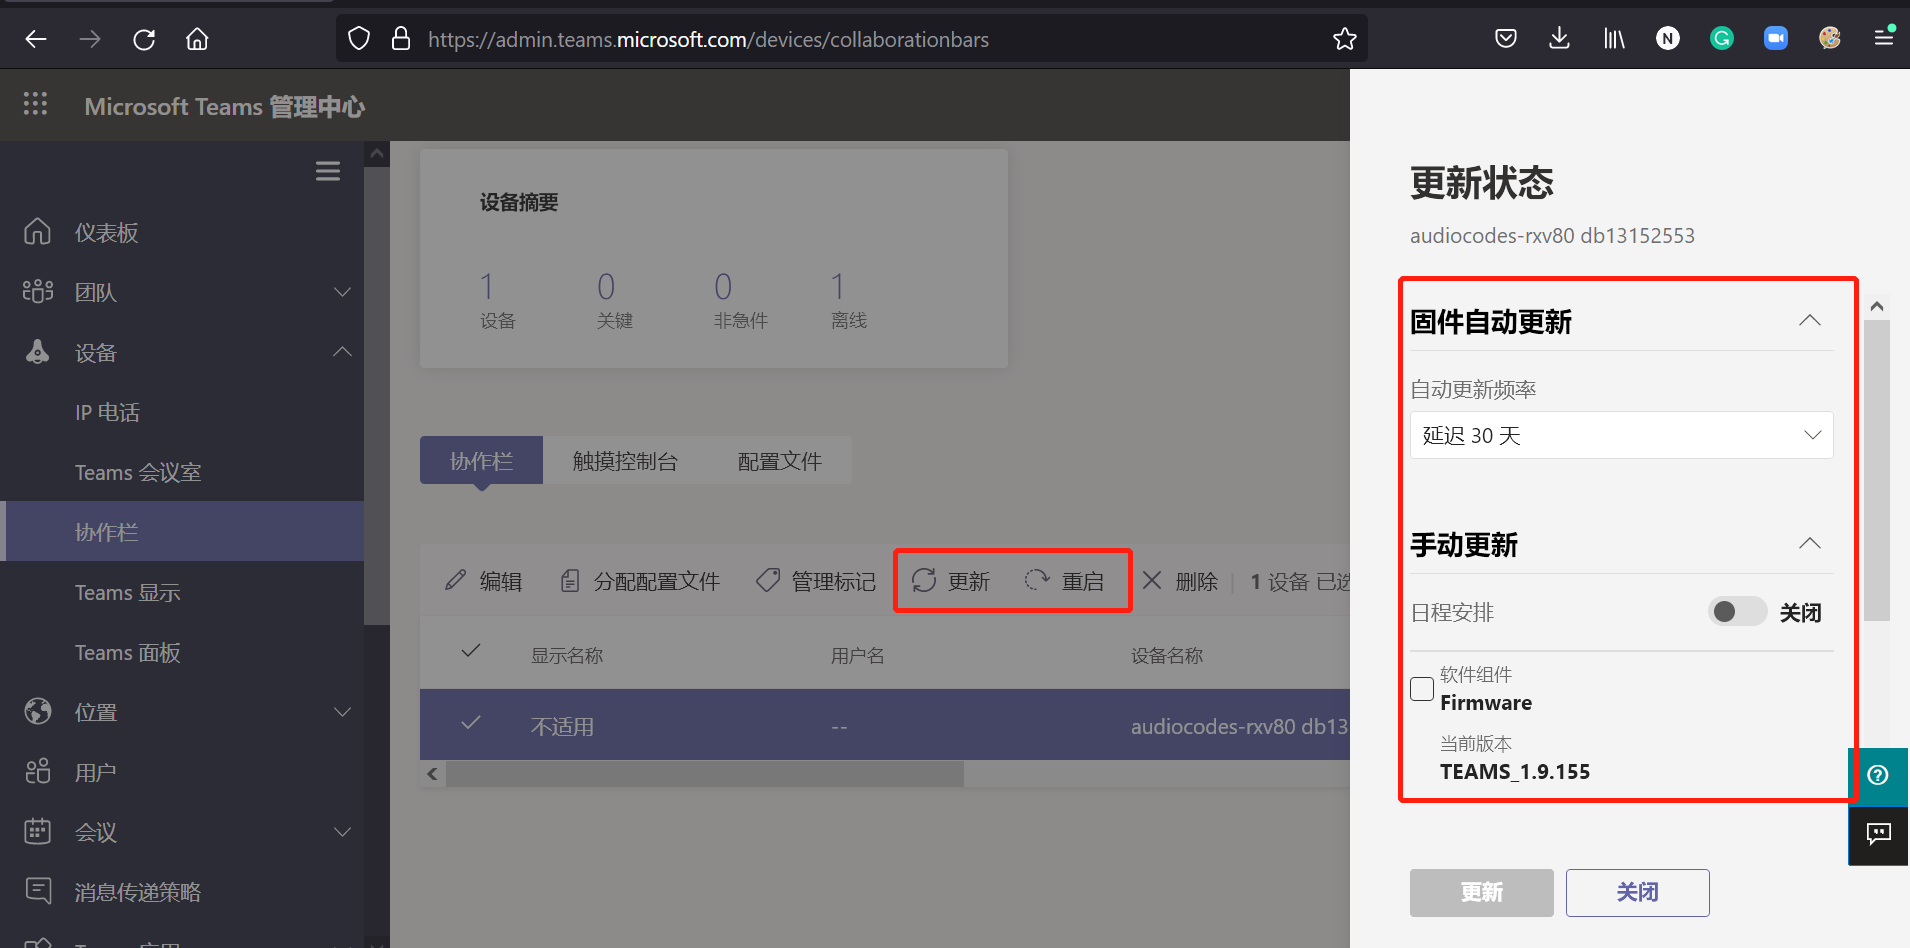 https://admin.teams.microsoft.com/devices/collaborationbars
N
Microsoft Teams 管理中心
仪表板
团队
设备
IP 电话
Teams 会议室
协作栏
Teams 显示
Teams 面板
位置
用户
会议
消息传递策略
设备摘要
1 0 0 1
设备 关键 非急件 离线
协作栏 触摸控制台 配置文件
编辑 分配配置文件 管理标记 更新 重启 删除 | 1 设备 已选
显示名称 用户名 设备名称
不适用 -- audiocodes-rxv80 db13
更新状态
audiocodes-rxv80 db13152553
固件自动更新
自动更新频率
延迟 30 天
手动更新
日程安排 关闭
软件组件
Firmware
当前版本
TEAMS_1.9.155
更新 关闭